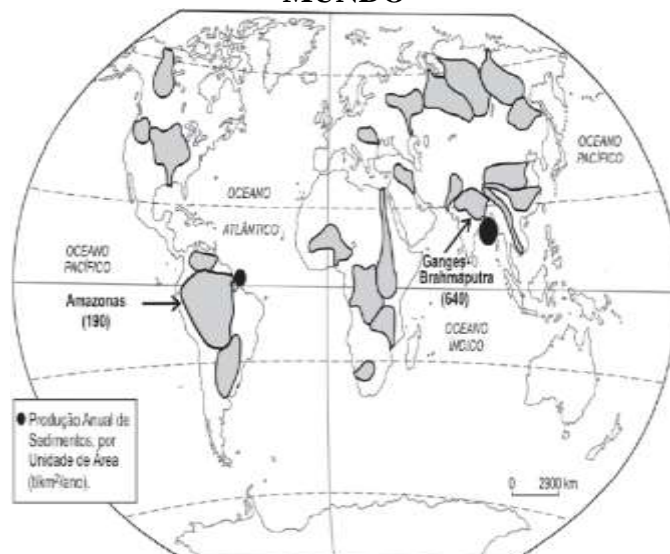 MUNDO
OCEANO
PACÍFICO
OCEANO
ATLÂNTICO
OCEANO
PACÍFICO
Ganges-
Brahmaputra
(640)
Amazonas
(190)
OCEANO
ÍNDICO
Produção Anual de
Sedimentos, por
Unidade de Área
(t/km²/ano).
0 2900 km